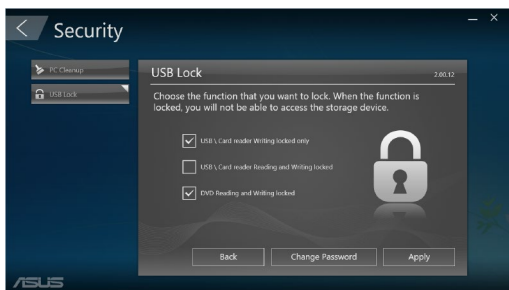 Security
PC Cleanup
USB Lock
USB Lock
2.00.12
Choose the function that you want to lock. When the function is
locked, you will not be able to access the storage device.
USB \ Card reader Writing locked only
USB \ Card reader Reading and Writing locked
DVD Reading and Writing locked
Back
Change Password
Apply
ASUS